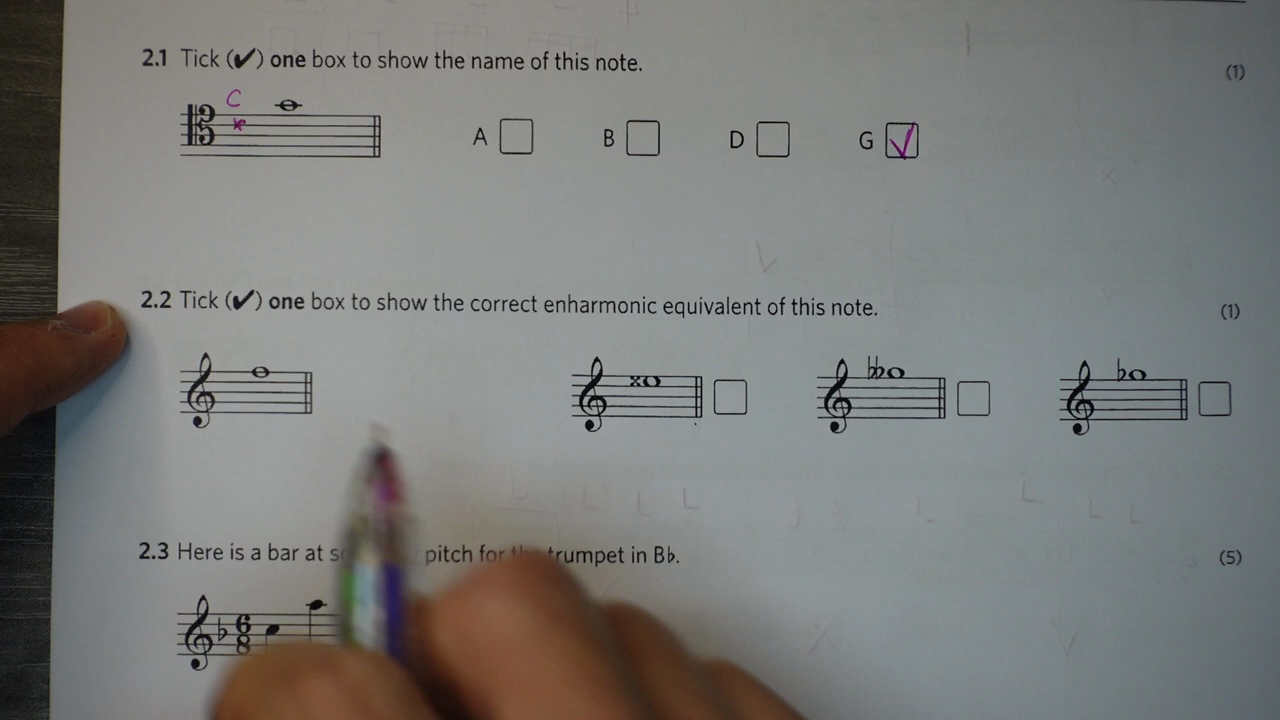 2.1 Tick (✔) one box to show the name of this note. (1)
C
A B D G ✓
2.2 Tick (✔) one box to show the correct enharmonic equivalent of this note. (1)
2.3 Here is a bar at pitch for trumpet in B♭. (5)
6
8